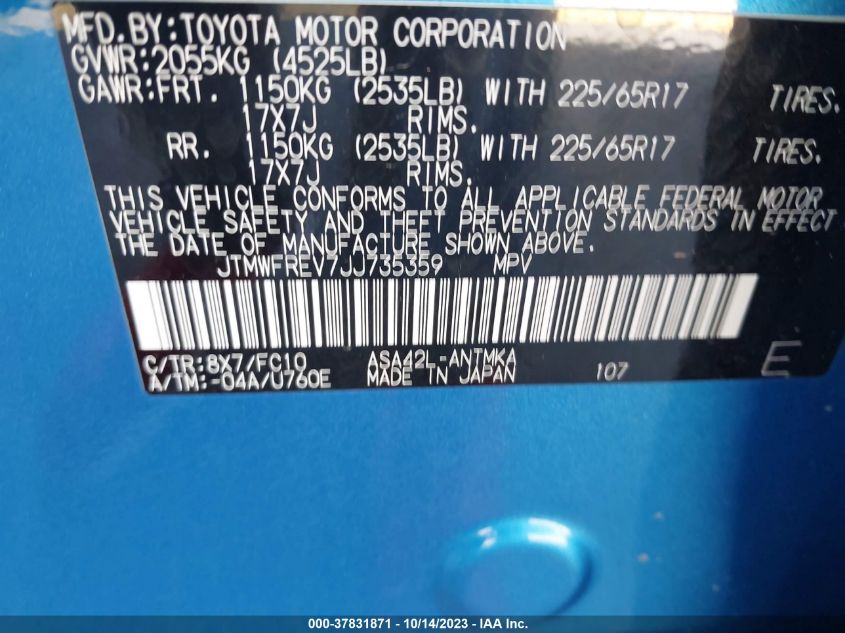 MFD.BY:TOYOTA MOTOR CORPORATION
GVWR:2055KG (4525LB)
GAWR:FRT. 1150KG (2535LB) WITH 225/65R17 TIRES.
17X7J RIMS.
RR. 1150KG (2535LB) WITH 225/65R17 TIRES.
17X7J RIMS.
THIS VEHICLE CONFORMS TO ALL APPLICABLE FEDERAL MOTOR
VEHICLE SAFETY AND THEFT PREVENTION STANDARDS IN EFFECT
THE DATE OF MANUFACTURE SHOWN ABOVE.
JTMWFREV7JJ735359 MPV
C/TR:8X7/FC10 ASA42L-ANTMKA
A/TM:-04A/U760E MADE IN JAPAN 107 E
000-37831871 - 10/14/2023 - IAA Inc.